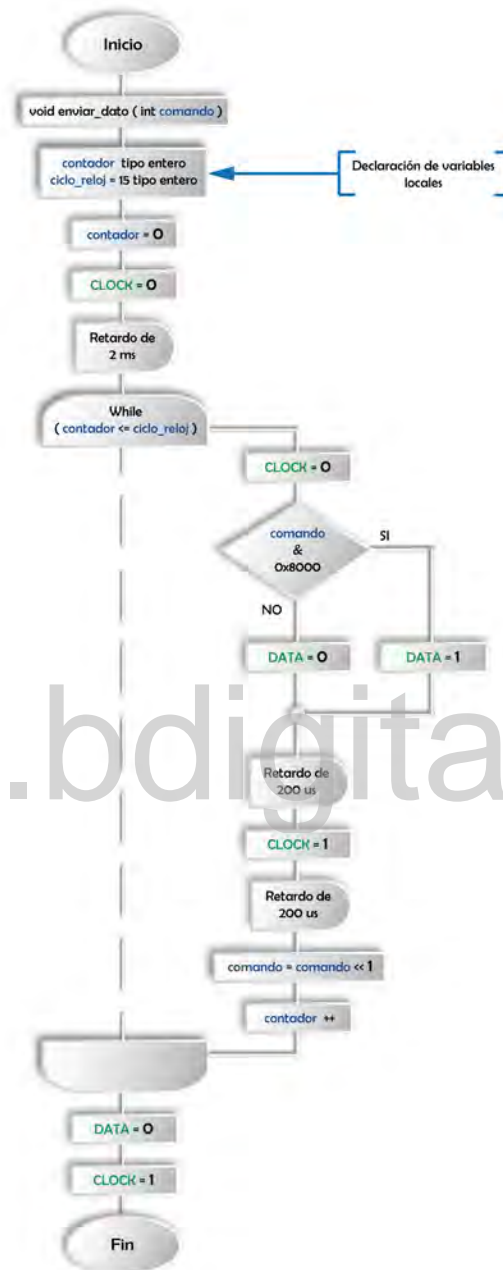 Inicio
void enviar_dato ( int comando )
contador tipo entero
ciclo_reloj = 15 tipo entero
Declaración de variables
locales
contador = 0
CLOCK = 0
Retardo de
2 ms
While
( contador <= ciclo_reloj )
CLOCK = 0
comando
&
0x8000
SI
NO
DATA = 0
DATA = 1
.bdigita
Retardo de
200 us
CLOCK = 1
Retardo de
200 us
comando = comando << 1
contador ++
DATA = 0
CLOCK = 1
Fin